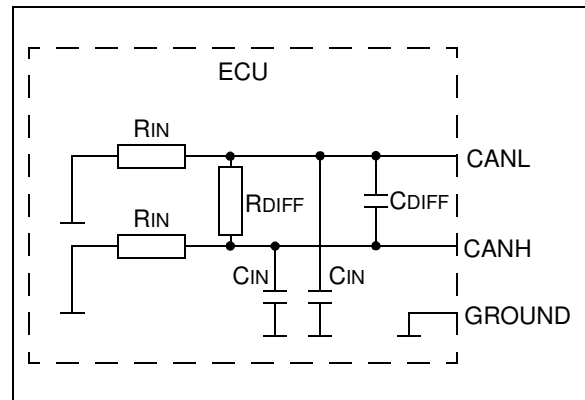 ECU
RIN
CANL
RDIFF
CDIFF
RIN
CANH
CIN
CIN
GROUND